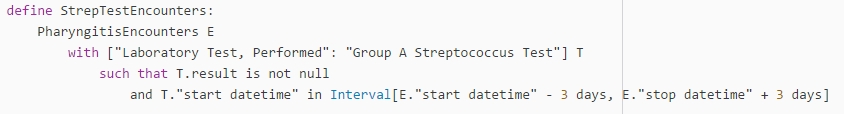 define StrepTestEncounters:
PharyngitisEncounters E
with ["Laboratory Test, Performed": "Group A Streptococcus Test"] T
such that T.result is not null
and T."start datetime" in Interval[E."start datetime" - 3 days, E."stop datetime" + 3 days]